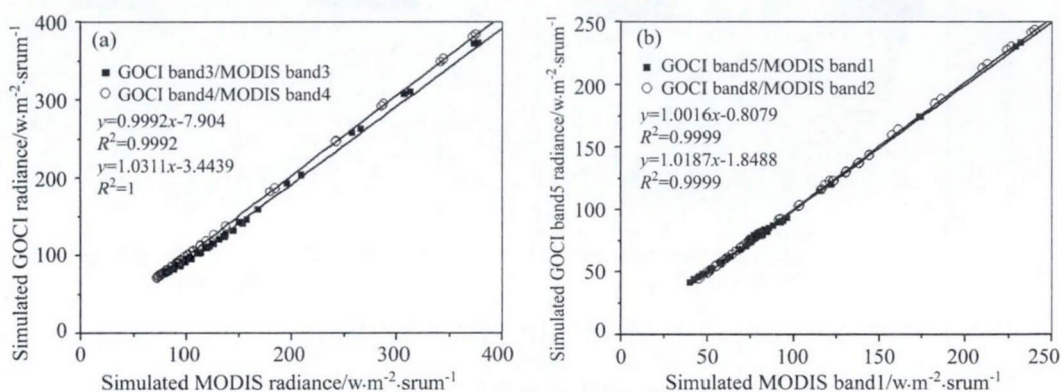 (a)
■ GOCI band3/MODIS band3
○ GOCI band4/MODIS band4
y=0.9992x-7.904
R²=0.9992
y=1.0311x-3.4439
R²=1
Simulated GOCI radiance/w·m⁻²·srum⁻¹
400
300
200
100
0
0 100 200 300 400
Simulated MODIS radiance/w·m⁻²·srum⁻¹
(b)
■ GOCI band5/MODIS band1
○ GOCI band8/MODIS band2
y=1.0016x-0.8079
R²=0.9999
y=1.0187x-1.8488
R²=0.9999
Simulated GOCI band5 radiance/w·m⁻²·srum⁻¹
250
200
150
100
50
0
0 50 100 150 200 250
Simulated MODIS band1/w·m⁻²·srum⁻¹